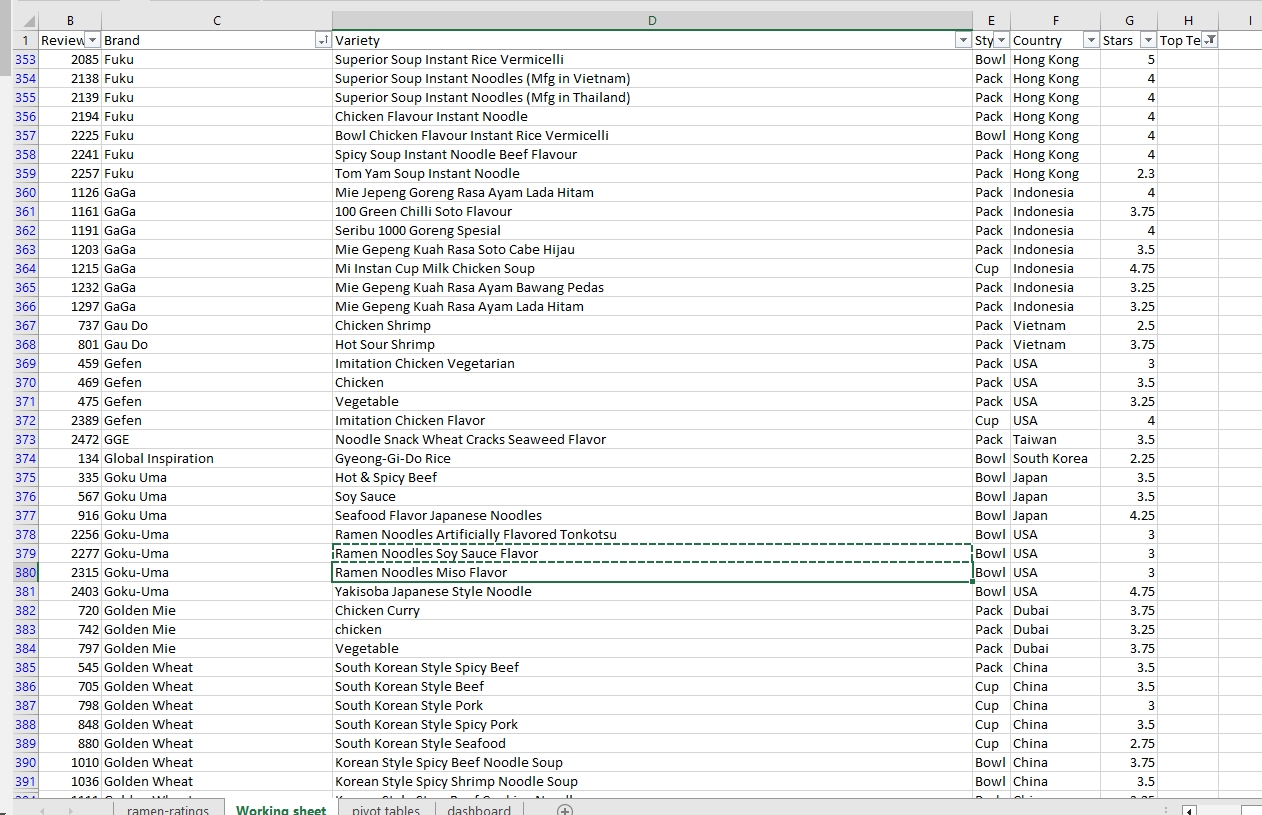 B C D E F G H I
1 Review Brand Variety Sty Country Stars Top Te
353 2085 Fuku Superior Soup Instant Rice Vermicelli Bowl Hong Kong 5
354 2138 Fuku Superior Soup Instant Noodles (Mfg in Vietnam) Pack Hong Kong 4
355 2139 Fuku Superior Soup Instant Noodles (Mfg in Thailand) Pack Hong Kong 4
356 2194 Fuku Chicken Flavour Instant Noodle Pack Hong Kong 4
357 2225 Fuku Bowl Chicken Flavour Instant Rice Vermicelli Bowl Hong Kong 4
358 2241 Fuku Spicy Soup Instant Noodle Beef Flavour Pack Hong Kong 4
359 2257 Fuku Tom Yam Soup Instant Noodle Pack Hong Kong 2.3
360 1126 GaGa Mie Jepeng Goreng Rasa Ayam Lada Hitam Pack Indonesia 4
361 1161 GaGa 100 Green Chilli Soto Flavour Pack Indonesia 3.75
362 1191 GaGa Seribu 1000 Goreng Spesial Pack Indonesia 4
363 1203 GaGa Mie Gepeng Kuah Rasa Soto Cabe Hijau Pack Indonesia 3.5
364 1215 GaGa Mi Instan Cup Milk Chicken Soup Cup Indonesia 4.75
365 1232 GaGa Mie Gepeng Kuah Rasa Ayam Bawang Pedas Pack Indonesia 3.25
366 1297 GaGa Mie Gepeng Kuah Rasa Ayam Lada Hitam Pack Indonesia 3.25
367 737 Gau Do Chicken Shrimp Pack Vietnam 2.5
368 801 Gau Do Hot Sour Shrimp Pack Vietnam 3.75
369 459 Gefen Imitation Chicken Vegetarian Pack USA 3
370 469 Gefen Chicken Pack USA 3.5
371 475 Gefen Vegetable Pack USA 3.25
372 2389 Gefen Imitation Chicken Flavor Cup USA 4
373 2472 GGE Noodle Snack Wheat Cracks Seaweed Flavor Pack Taiwan 3.5
374 134 Global Inspiration Gyeong-Gi-Do Rice Bowl South Korea 2.25
375 335 Goku Uma Hot & Spicy Beef Bowl Japan 3.5
376 567 Goku Uma Soy Sauce Bowl Japan 3.5
377 916 Goku Uma Seafood Flavor Japanese Noodles Bowl Japan 4.25
378 2256 Goku-Uma Ramen Noodles Artificially Flavored Tonkotsu Bowl USA 3
379 2277 Goku-Uma Ramen Noodles Soy Sauce Flavor Bowl USA 3
380 2315 Goku-Uma Ramen Noodles Miso Flavor Bowl USA 3
381 2403 Goku-Uma Yakisoba Japanese Style Noodle Bowl USA 4.75
382 720 Golden Mie Chicken Curry Pack Dubai 3.75
383 742 Golden Mie chicken Pack Dubai 3.25
384 797 Golden Mie Vegetable Pack Dubai 3.75
385 545 Golden Wheat South Korean Style Spicy Beef Pack China 3.5
386 705 Golden Wheat South Korean Style Beef Cup China 3.5
387 798 Golden Wheat South Korean Style Pork Cup China 3
388 848 Golden Wheat South Korean Style Spicy Pork Cup China 3.5
389 880 Golden Wheat South Korean Style Seafood Cup China 2.75
390 1010 Golden Wheat Korean Style Spicy Beef Noodle Soup Bowl China 3.75
391 1036 Golden Wheat Korean Style Spicy Shrimp Noodle Soup Bowl China 3.5
ramen-ratings Working sheet pivot tables dashboard